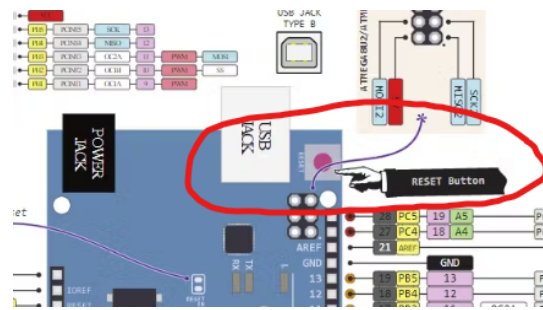 USB JACK
TYPE B
PB5 PCINT5 SCK 13
PB4 PCINT4 MISO 12
PB3 PCINT3 OC2A 11 PWM MOSI
PB2 PCINT2 OC1B 10 PWM SS
PB1 PCINT1 OC1A 9 PWM
MOSI2
MISO2
SCK2
POWER
JACK
USB
JACK
RESET
RESET Button
AREF
GND
13
12
RX
TX
IOREF
RESET
28 PC5 19 A5
27 PC4 18 A4
21 AREF
GND
19 PB5 13
18 PB4 12